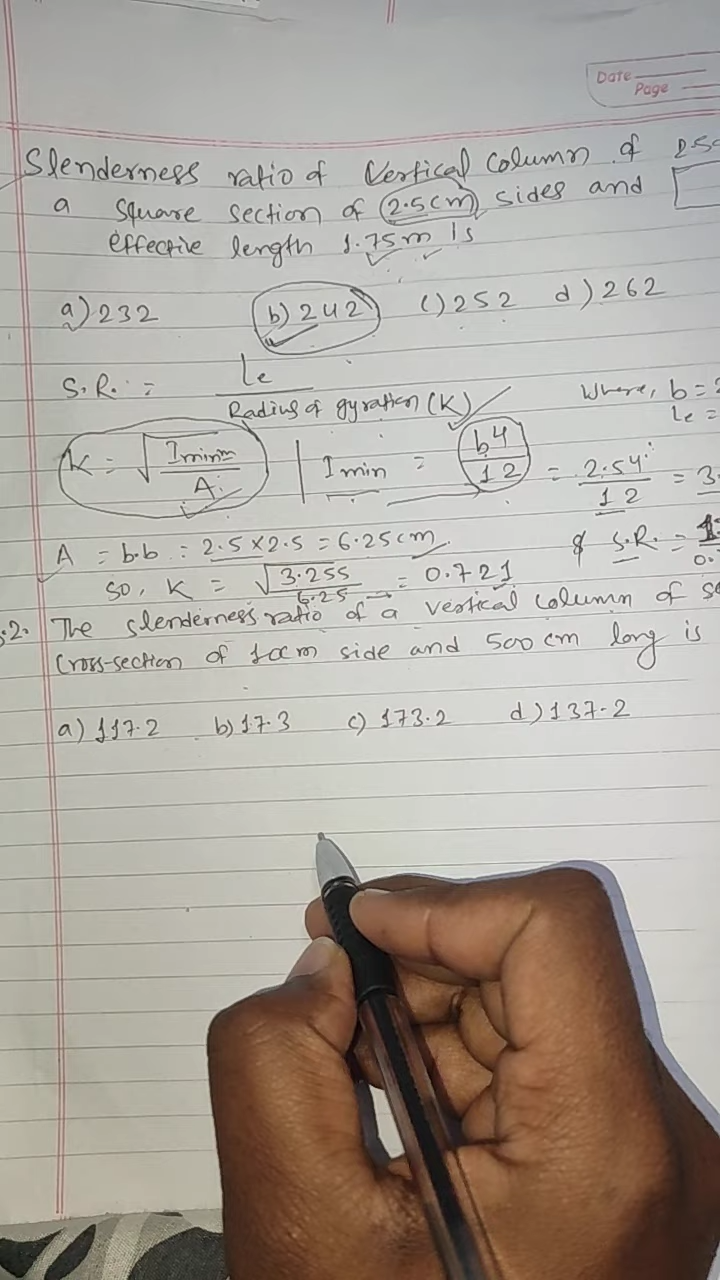 Date
Page
Slenderness ratio of Vertical Column of
a square section of 2.5cm sides and
effective length 1.75m is
a) 232 b) 242 c) 252 d) 262
S.R. = Le
Radius of gyration (K)
Where, b =
Le =
K = √ Imin / A
I min = b4 / 12 = 2.54 / 12 = 3.
A = b.b = 2.5 × 2.5 = 6.25cm
& S.R. =
so, K = √ 3.255 / 6.25 = 0.721
.2. The slenderness ratio of a vertical column of
Cross-section of 10cm side and 500 cm long is
a) 117.2 b) 17.3 c) 173.2 d) 137.2